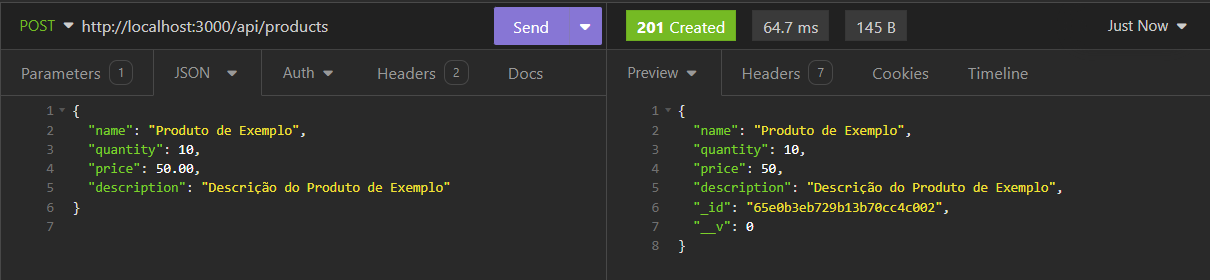 POST http://localhost:3000/api/products Send 201 Created 64.7 ms 145 B Just Now
Parameters 1 JSON Auth Headers 2 Docs Preview Headers 7 Cookies Timeline
1 {
2 "name": "Produto de Exemplo",
3 "quantity": 10,
4 "price": 50.00,
5 "description": "Descrição do Produto de Exemplo"
6 }
7
1 {
2 "name": "Produto de Exemplo",
3 "quantity": 10,
4 "price": 50,
5 "description": "Descrição do Produto de Exemplo",
6 "_id": "65e0b3eb729b13b70cc4c002",
7 "__v": 0
8 }